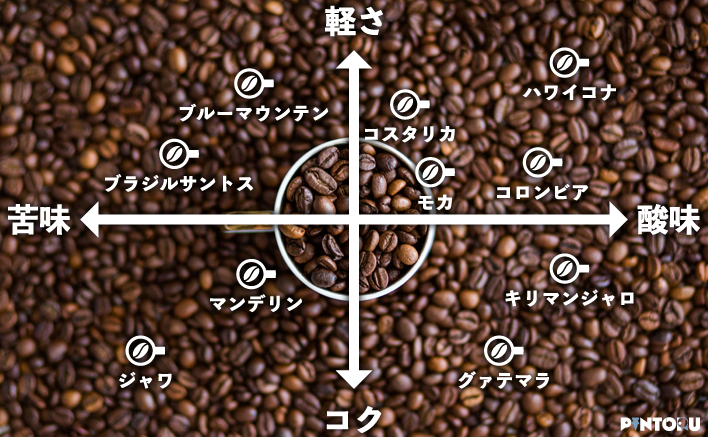 軽さ
ハワイコナ
ブルーマウンテン
コスタリカ
ブラジルサントス
モカ
コロンビア
苦味
酸味
マンデリン
キリマンジャロ
ジャワ
グァテマラ
コク
PINTORU